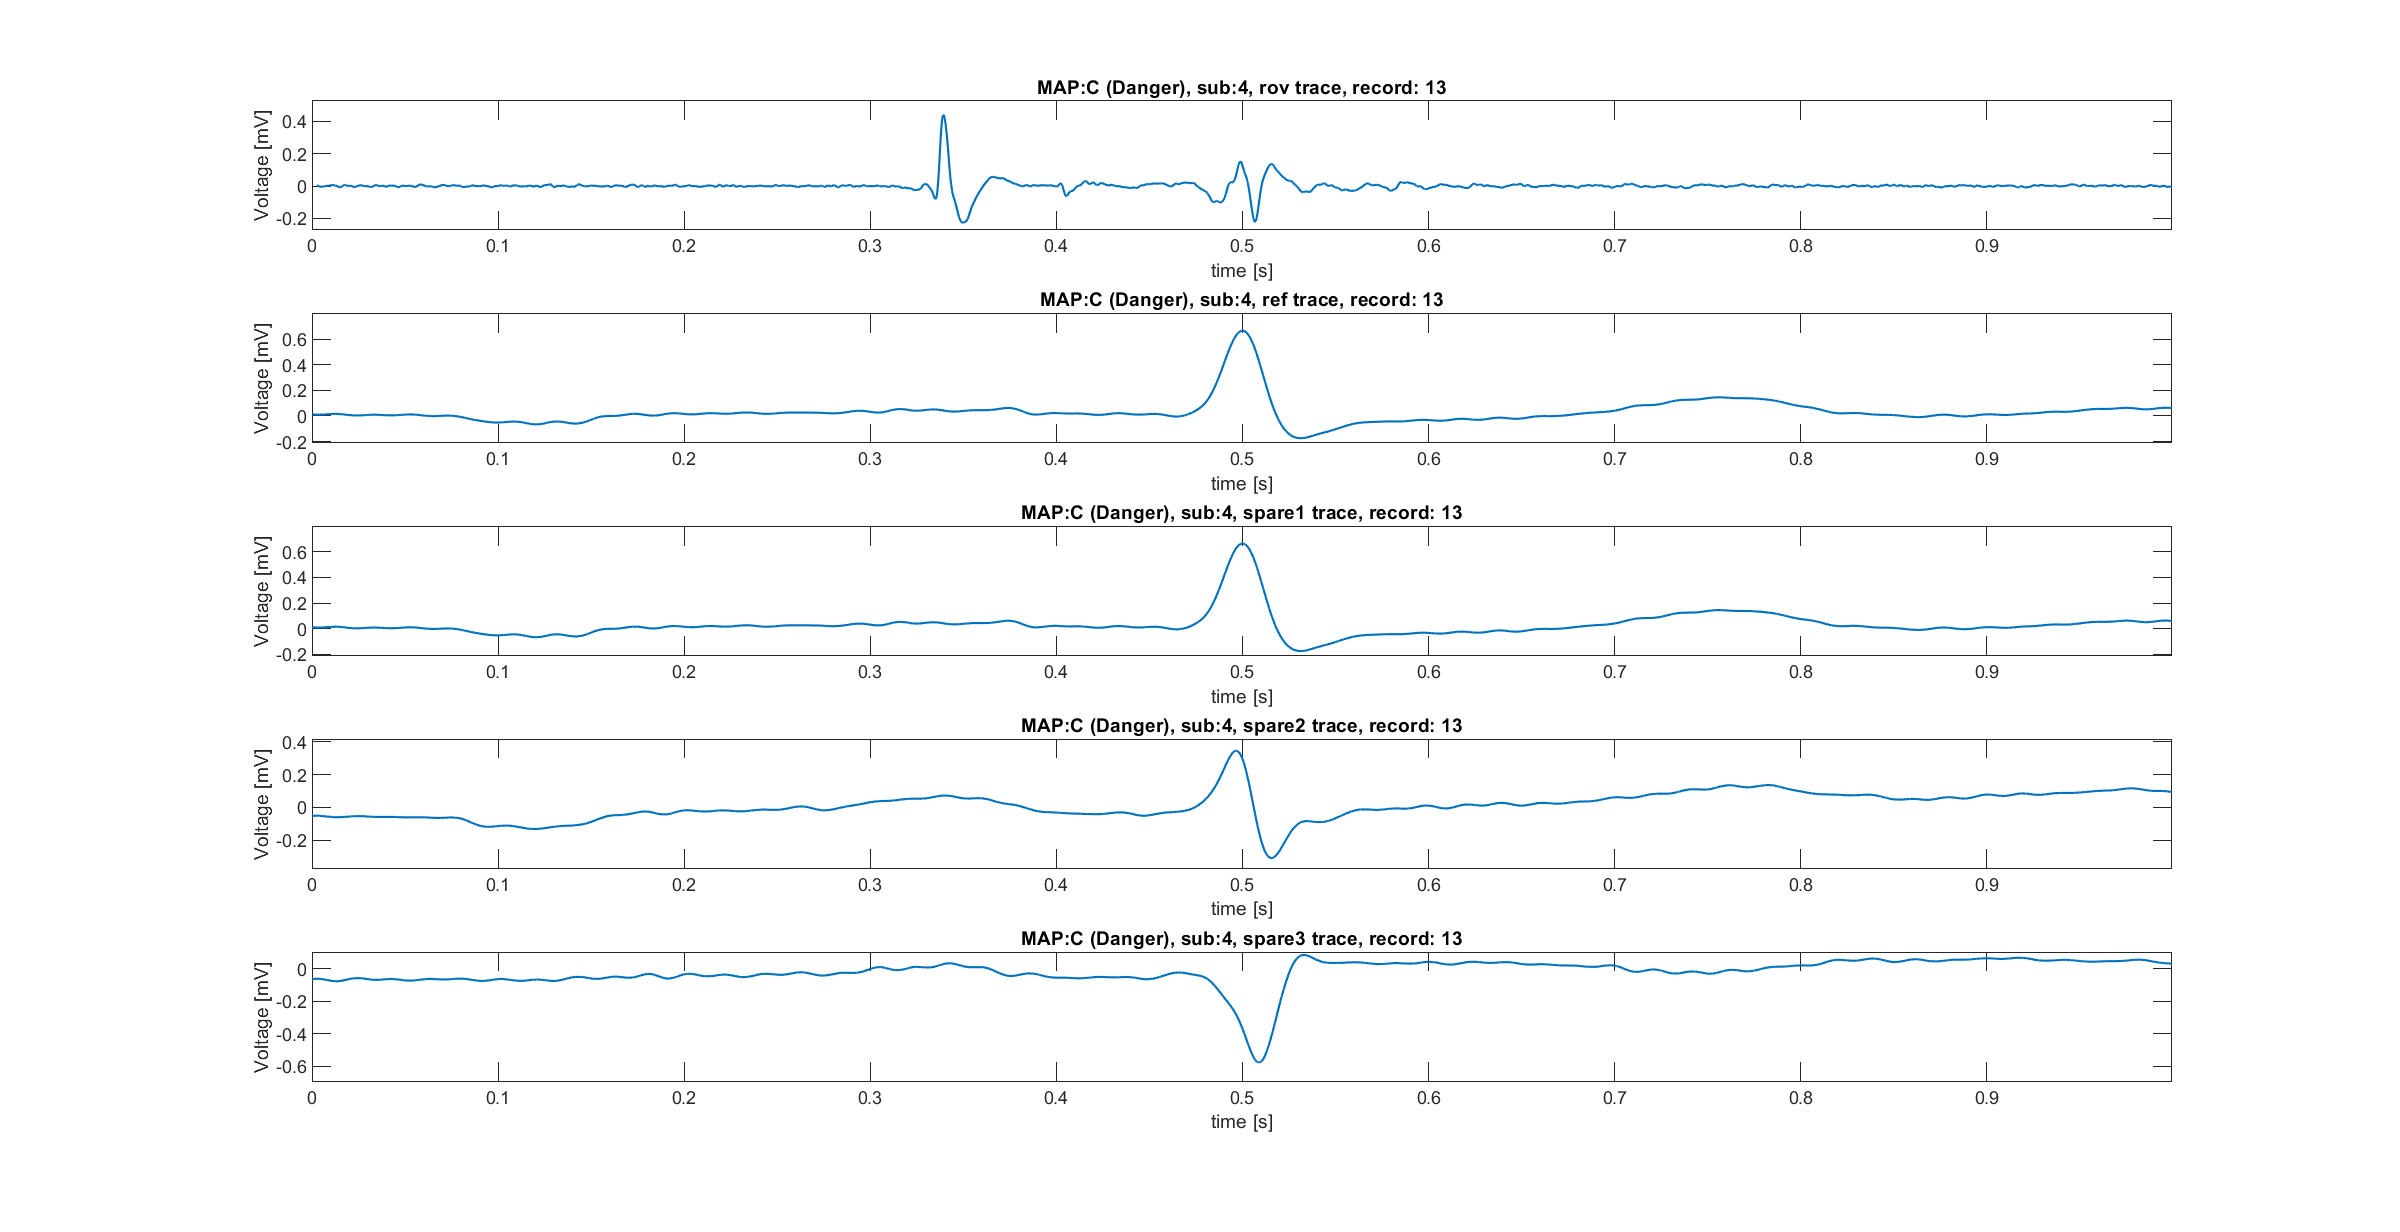 MAP:C (Danger), sub:4, rov trace, record: 13
Voltage [mV]
0.4
0.2
0
-0.2
0 0.1 0.2 0.3 0.4 0.5 0.6 0.7 0.8 0.9
time [s]
MAP:C (Danger), sub:4, ref trace, record: 13
Voltage [mV]
0.6
0.4
0.2
0
-0.2
0 0.1 0.2 0.3 0.4 0.5 0.6 0.7 0.8 0.9
time [s]
MAP:C (Danger), sub:4, spare1 trace, record: 13
Voltage [mV]
0.6
0.4
0.2
0
-0.2
0 0.1 0.2 0.3 0.4 0.5 0.6 0.7 0.8 0.9
time [s]
MAP:C (Danger), sub:4, spare2 trace, record: 13
Voltage [mV]
0.4
0.2
0
-0.2
0 0.1 0.2 0.3 0.4 0.5 0.6 0.7 0.8 0.9
time [s]
MAP:C (Danger), sub:4, spare3 trace, record: 13
Voltage [mV]
0
-0.2
-0.4
-0.6
0 0.1 0.2 0.3 0.4 0.5 0.6 0.7 0.8 0.9
time [s]